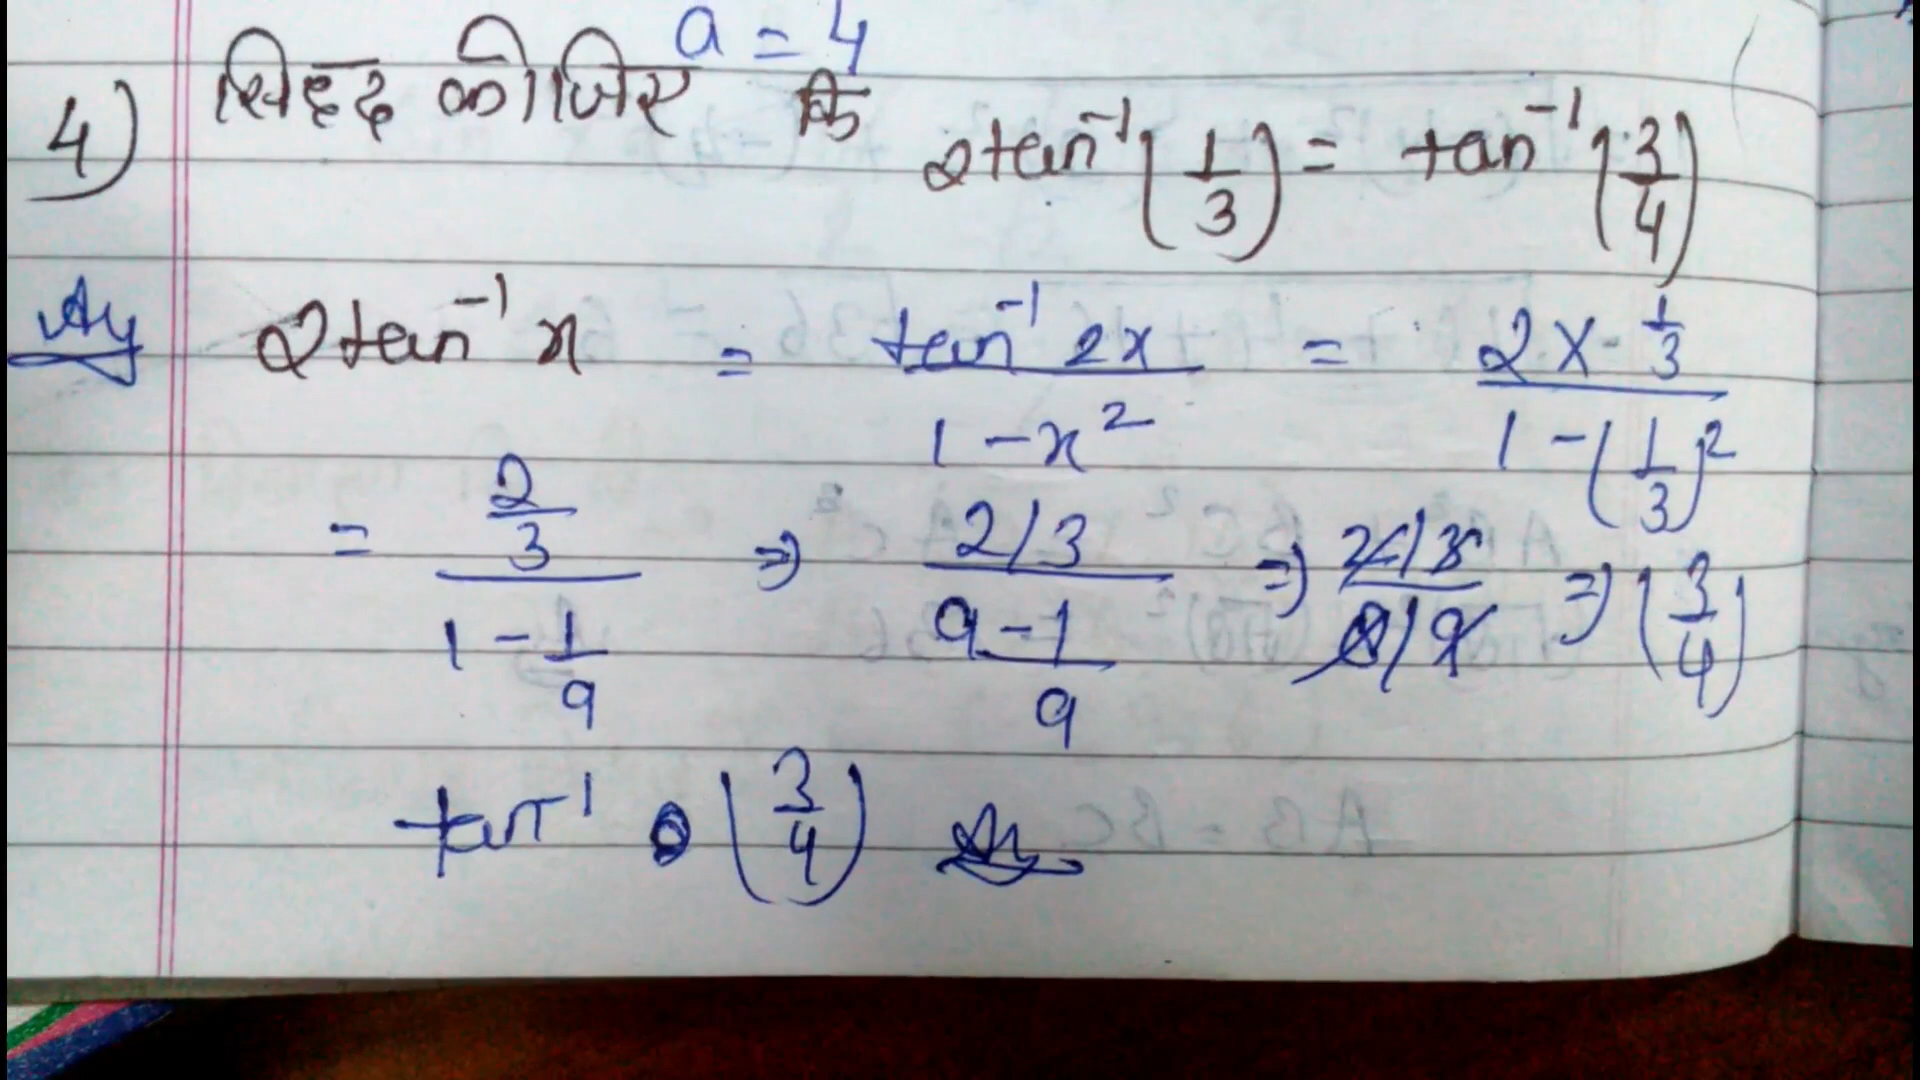 a = 4
4) सिद्ध कीजिए कि 2tan⁻¹(1/3) = tan⁻¹(3/4)
2tan⁻¹x = tan⁻¹ 2x/1-x² = 2×1/3 / 1-(1/3)²
= 2/3 / 1-1/9 ⇒ 2/3 / 9-1/9 ⇒ 2/3 / 8/9 ⇒ (3/4)
tan⁻¹ (3/4)